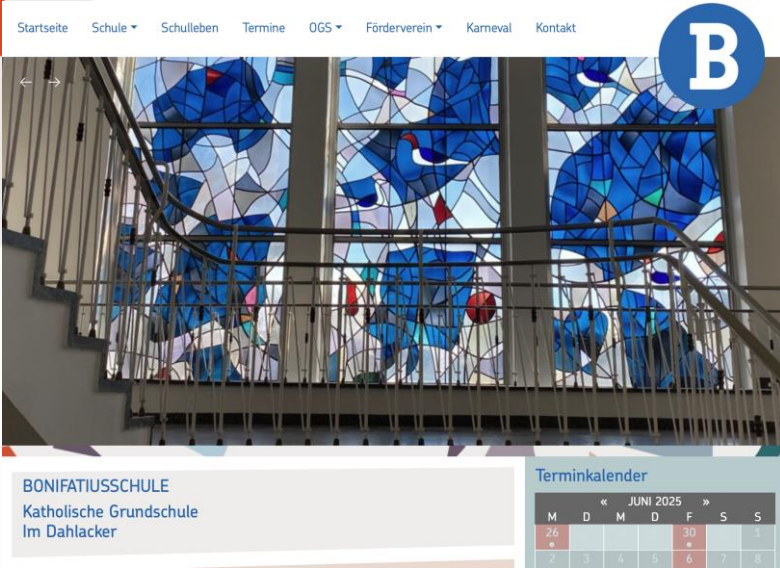 Startseite Schule Schulleben Termine OGS Förderverein Karneval Kontakt
B
BONIFATIUSSCHULE
Katholische Grundschule
Im Dahlacker
Terminkalender
« JUNI 2025 »
M D M D F S S
26 30 1
2 3 4 5 6 7 8